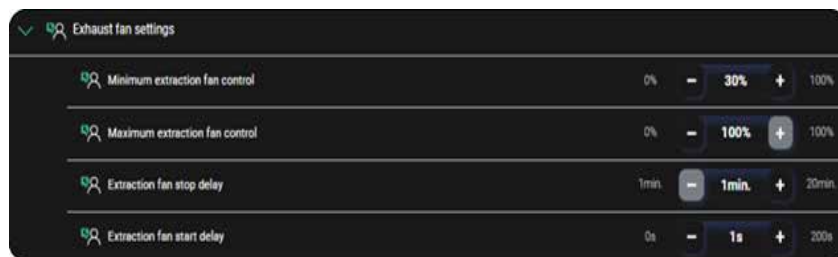 Exhaust fan settings
Minimum extraction fan control 0% - 30% + 100%
Maximum extraction fan control 0% - 100% + 100%
Extraction fan stop delay 1min. - 1min. + 20min.
Extraction fan start delay 0s - 1s + 200s